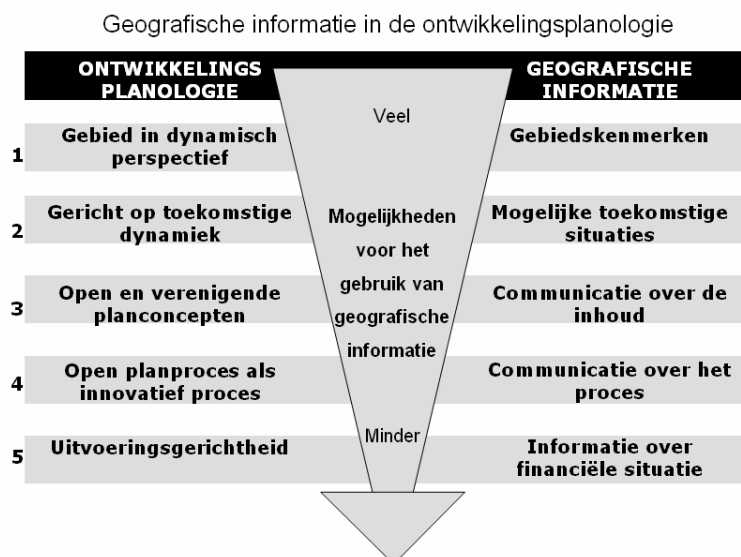 Geografische informatie in de ontwikkelingsplanologie
ONTWIKKELINGS
PLANOLOGIE
GEOGRAFISCHE
INFORMATIE
Veel
1
Gebied in dynamisch
perspectief
Gebiedskenmerken
2
Gericht op toekomstige
dynamiek
Mogelijke toekomstige
situaties
Mogelijkheden
voor het
gebruik van
geografische
informatie
3
Open en verenigende
planconcepten
Communicatie over de
inhoud
4
Open planproces als
innovatief proces
Communicatie over het
proces
Minder
5
Uitvoeringsgerichtheid
Informatie over
financiële situatie